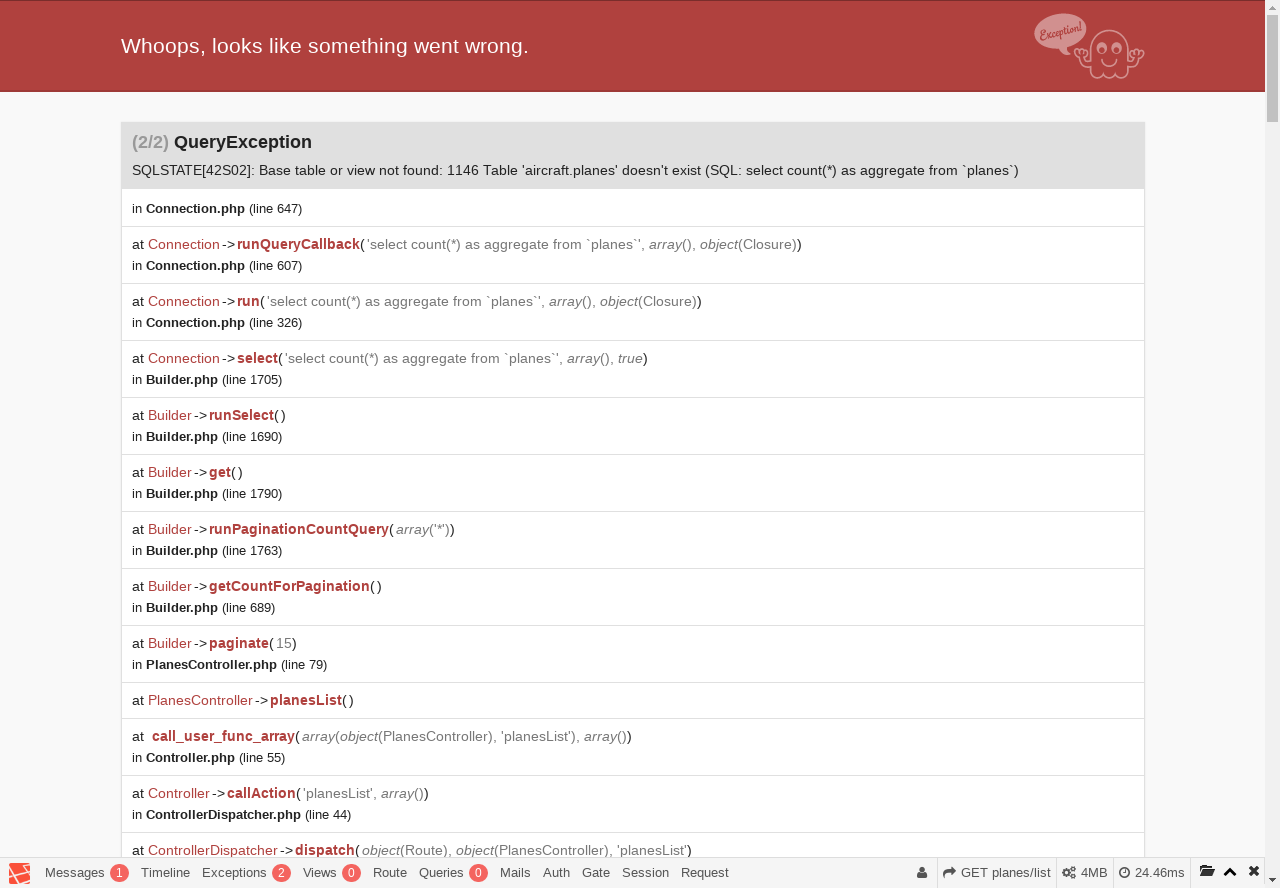 Whoops, looks like something went wrong.
Exception!
(2/2) QueryException
SQLSTATE[42S02]: Base table or view not found: 1146 Table 'aircraft.planes' doesn't exist (SQL: select count(*) as aggregate from `planes`)
in Connection.php (line 647)
at Connection->runQueryCallback('select count(*) as aggregate from `planes`', array(), object(Closure))
in Connection.php (line 607)
at Connection->run('select count(*) as aggregate from `planes`', array(), object(Closure))
in Connection.php (line 326)
at Connection->select('select count(*) as aggregate from `planes`', array(), true)
in Builder.php (line 1705)
at Builder->runSelect()
in Builder.php (line 1690)
at Builder->get()
in Builder.php (line 1790)
at Builder->runPaginationCountQuery(array('*'))
in Builder.php (line 1763)
at Builder->getCountForPagination()
in Builder.php (line 689)
at Builder->paginate(15)
in PlanesController.php (line 79)
at PlanesController->planesList()
at call_user_func_array(array(object(PlanesController), 'planesList'), array())
in Controller.php (line 55)
at Controller->callAction('planesList', array())
in ControllerDispatcher.php (line 44)
at ControllerDispatcher->dispatch(object(Route), object(PlanesController), 'planesList')
Messages 1 Timeline Exceptions 2 Views 0 Route Queries 0 Mails Auth Gate Session Request GET planes/list 4MB 24.46ms